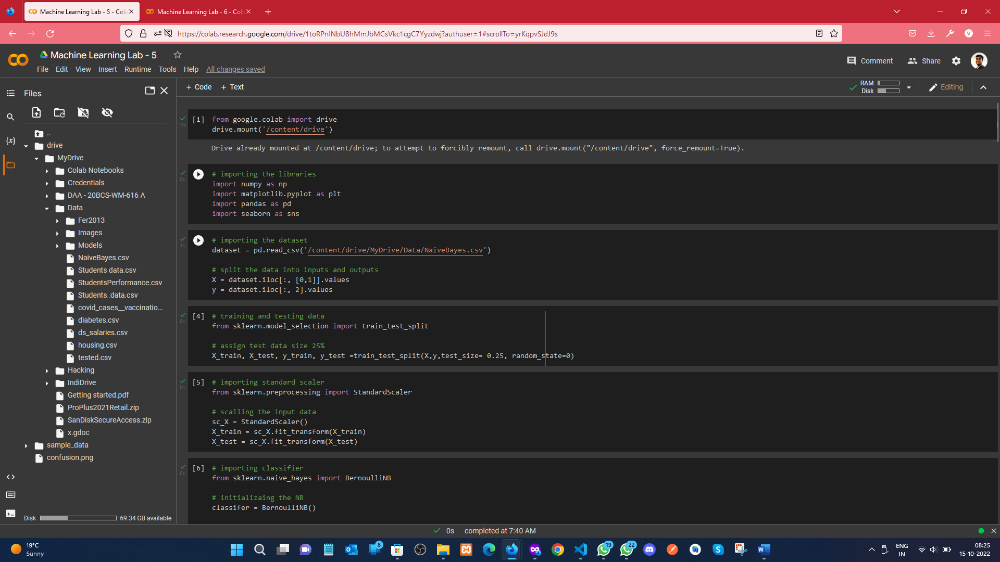 Machine Learning Lab - 5 - Cola
Machine Learning Lab - 6 - Cola
https://colab.research.google.com/drive/1toRPnINbU8hMmJbMCsVkc1cgC7Yyzdwj?authuser=1#scrollTo=yrKqpvSJdJ9s
V
Machine Learning Lab - 5
File Edit View Insert Runtime Tools Help All changes saved
Comment
Share
Files
+ Code + Text
RAM
Disk
Editing
{x}
..
drive
MyDrive
Colab Notebooks
Credentials
DAA - 20BCS-WM-616 A
Data
Fer2013
Images
Models
NaiveBayes.csv
Students data.csv
StudentsPerformance.csv
Students_data.csv
covid_cases__vaccinatio...
diabetes.csv
ds_salaries.csv
housing.csv
tested.csv
Hacking
IndiDrive
Getting started.pdf
ProPlus2021Retail.zip
SanDiskSecureAccess.zip
x.gdoc
sample_data
confusion.png
Disk 69.34 GB available
19s
[1] from google.colab import drive
drive.mount('/content/drive')
Drive already mounted at /content/drive; to attempt to forcibly remount, call drive.mount("/content/drive", force_remount=True).
0s
# importing the libraries
import numpy as np
import matplotlib.pyplot as plt
import pandas as pd
import seaborn as sns
1s
# importing the dataset
dataset = pd.read_csv('/content/drive/MyDrive/Data/NaiveBayes.csv')
# split the data into inputs and outputs
X = dataset.iloc[:, [0,1]].values
y = dataset.iloc[:, 2].values
0s
[4] # training and testing data
from sklearn.model_selection import train_test_split
# assign test data size 25%
X_train, X_test, y_train, y_test =train_test_split(X,y,test_size= 0.25, random_state=0)
0s
[5] # importing standard scaler
from sklearn.preprocessing import StandardScaler
# scalling the input data
sc_X = StandardScaler()
X_train = sc_X.fit_transform(X_train)
X_test = sc_X.fit_transform(X_test)
0s
[6] # importing classifier
from sklearn.naive_bayes import BernoulliNB
# initializaing the NB
classifer = BernoulliNB()
0s completed at 7:40 AM
19°C
Sunny
8
19
22
ENG
IN
08:25
15-10-2022